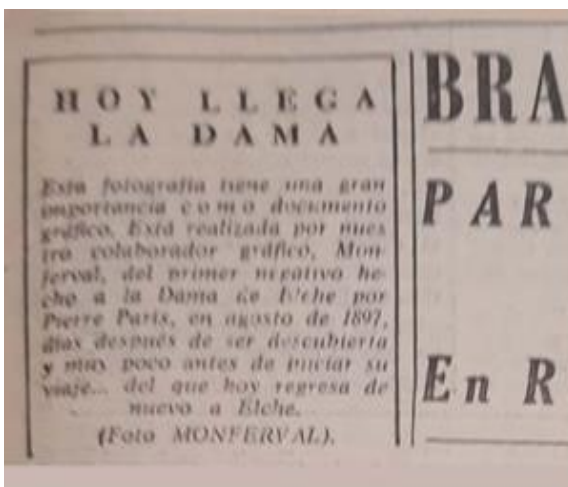 HOY LLEGA
LA DAMA
Esta fotografía tiene una gran
importancia como documento
gráfico. Está realizada por nues
tro colaborador gráfico, Mon-
ferval, del primer negativo he-
cho a la Dama de Elche por
Pierre Paris, en agosto de 1897,
días después de ser descubierta
y muy poco antes de iniciar su
viaje... del que hoy regresa de
nuevo a Elche.
(Foto MONFERVAL).
BRA
PAR
En R